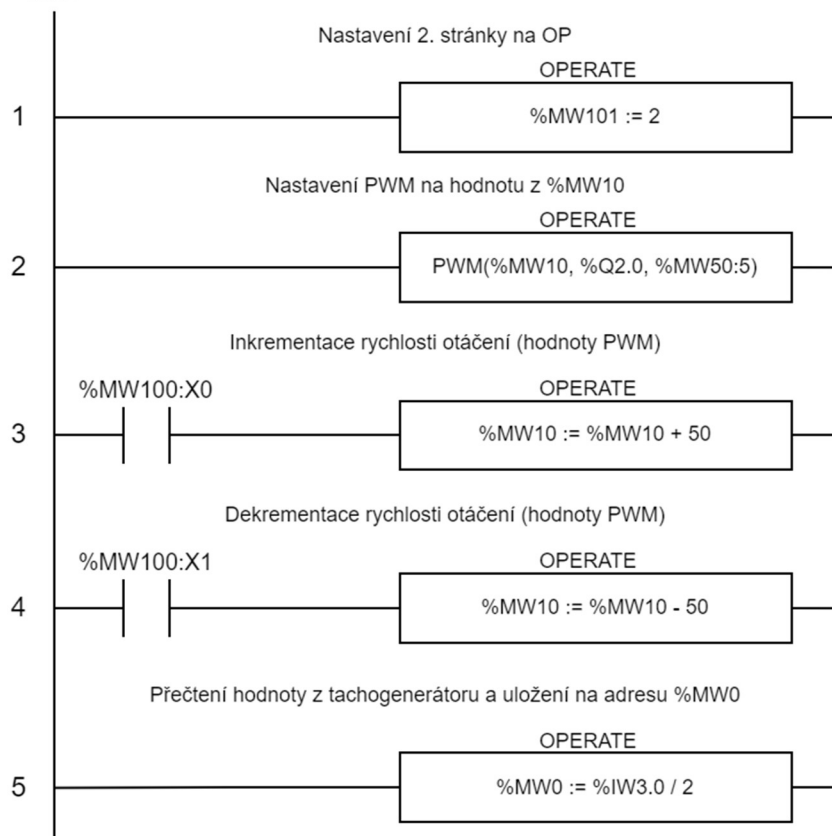 Nastavení 2. stránky na OP
OPERATE
1
%MW101 := 2
Nastavení PWM na hodnotu z %MW10
OPERATE
2
PWM(%MW10, %Q2.0, %MW50:5)
Inkrementace rychlosti otáčení (hodnoty PWM)
%MW100:X0
OPERATE
3
%MW10 := %MW10 + 50
Dekrementace rychlosti otáčení (hodnoty PWM)
%MW100:X1
OPERATE
4
%MW10 := %MW10 - 50
Přečtení hodnoty z tachogenerátoru a uložení na adresu %MW0
OPERATE
5
%MW0 := %IW3.0 / 2